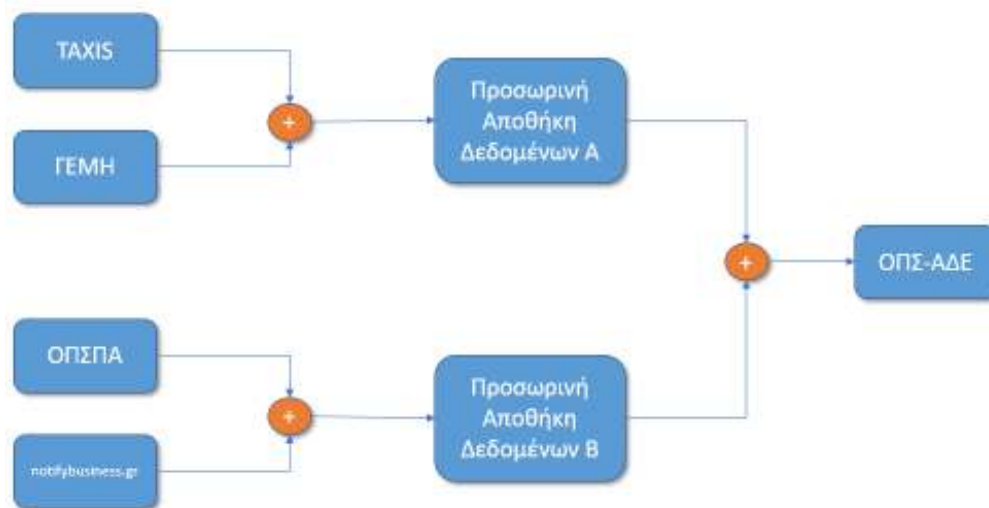 TAXIS
ΓΕΜΗ
+
Προσωρινή
Αποθήκη
Δεδομένων Α
+
ΟΠΣ-ΑΔΕ
ΟΠΣΠΑ
notifybusiness.gr
+
Προσωρινή
Αποθήκη
Δεδομένων Β